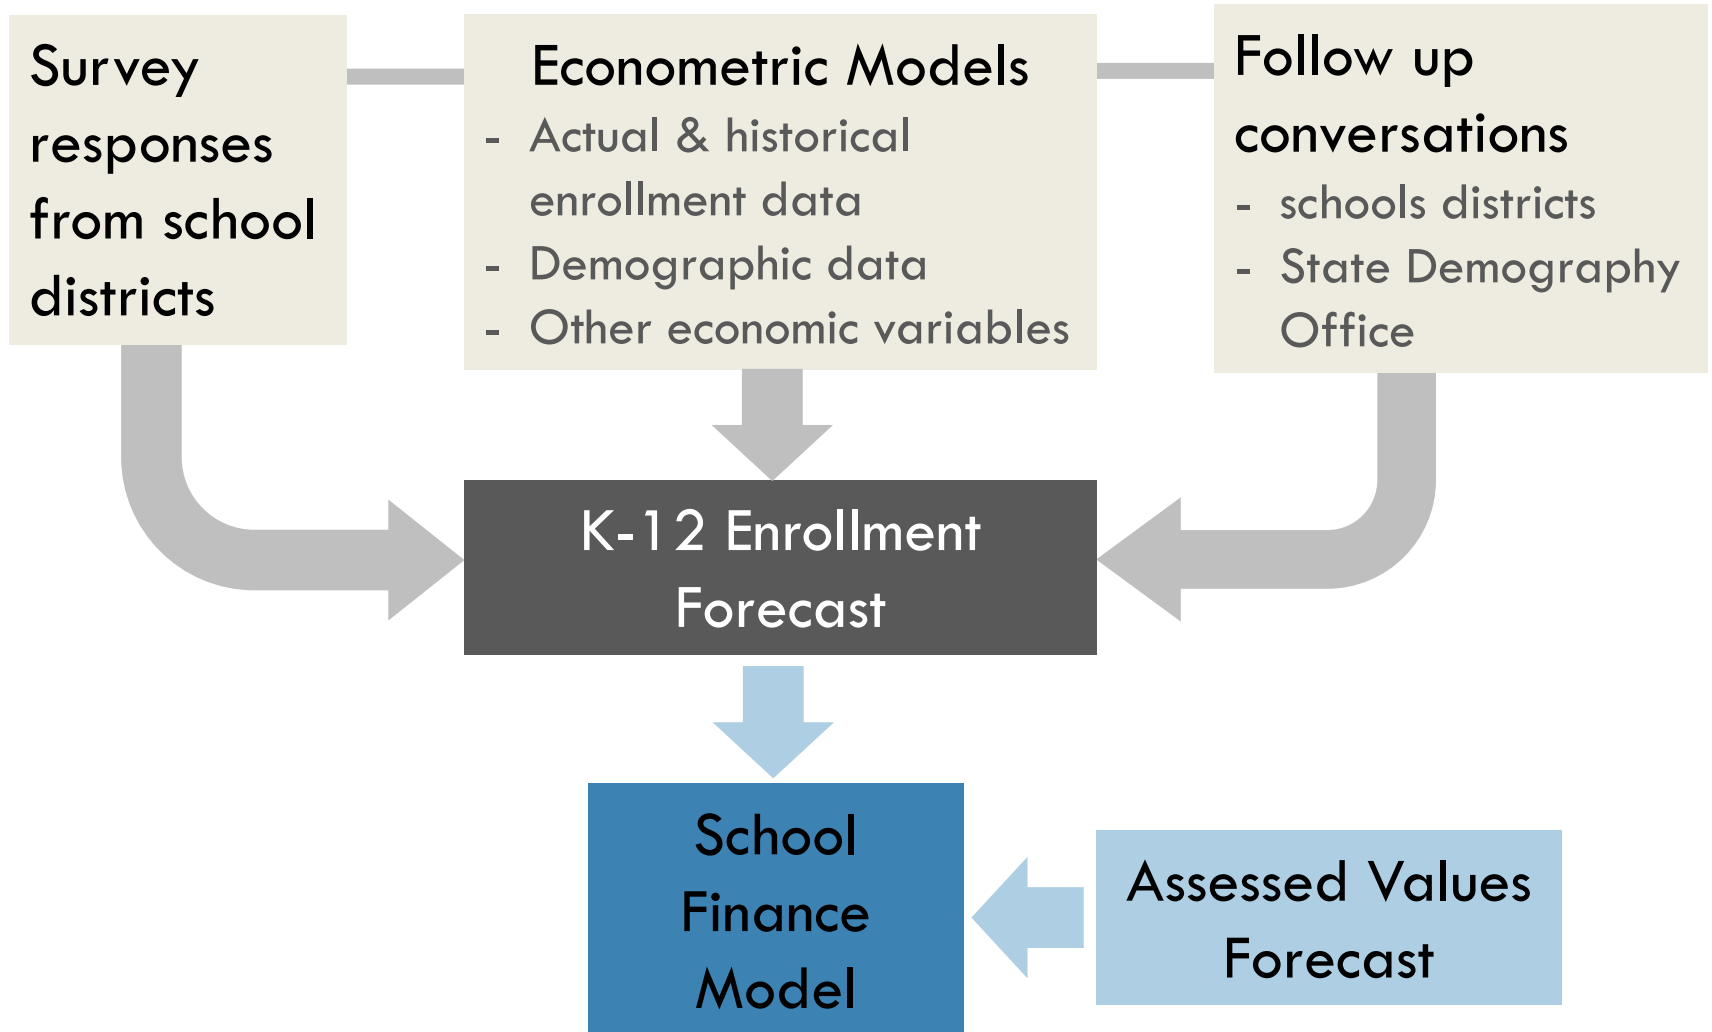 Survey
responses
from school
districts
Econometric Models
- Actual & historical
enrollment data
- Demographic data
- Other economic variables
Follow up
conversations
- schools districts
- State Demography
Office
K-12 Enrollment
Forecast
School
Finance
Model
Assessed Values
Forecast